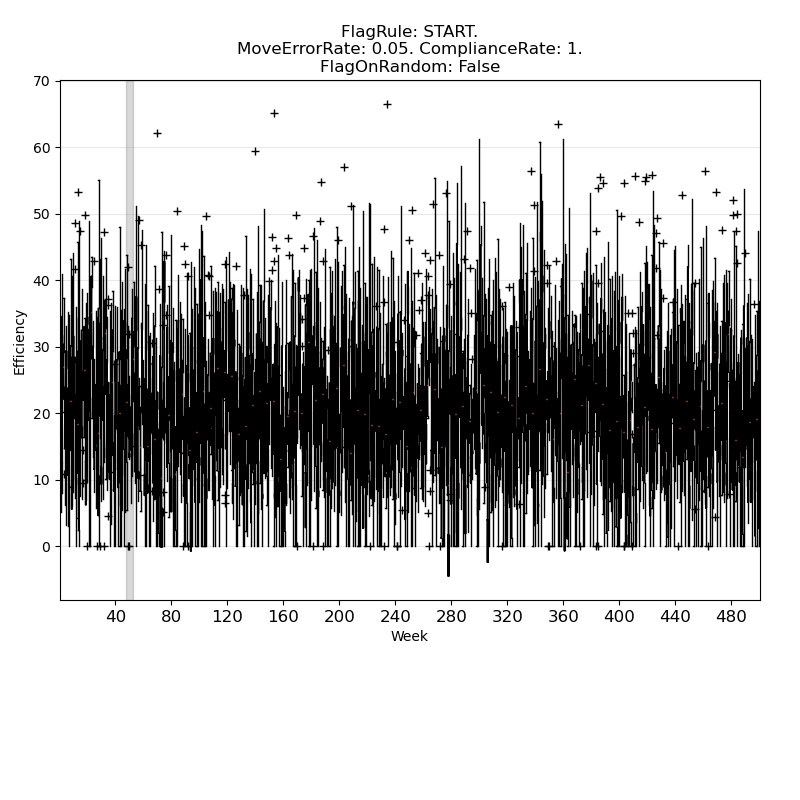 FlagRule: START.
MoveErrorRate: 0.05. ComplianceRate: 1.
FlagOnRandom: False
70
60
50
40
30
20
10
0
Efficiency
40 80 120 160 200 240 280 320 360 400 440 480
Week